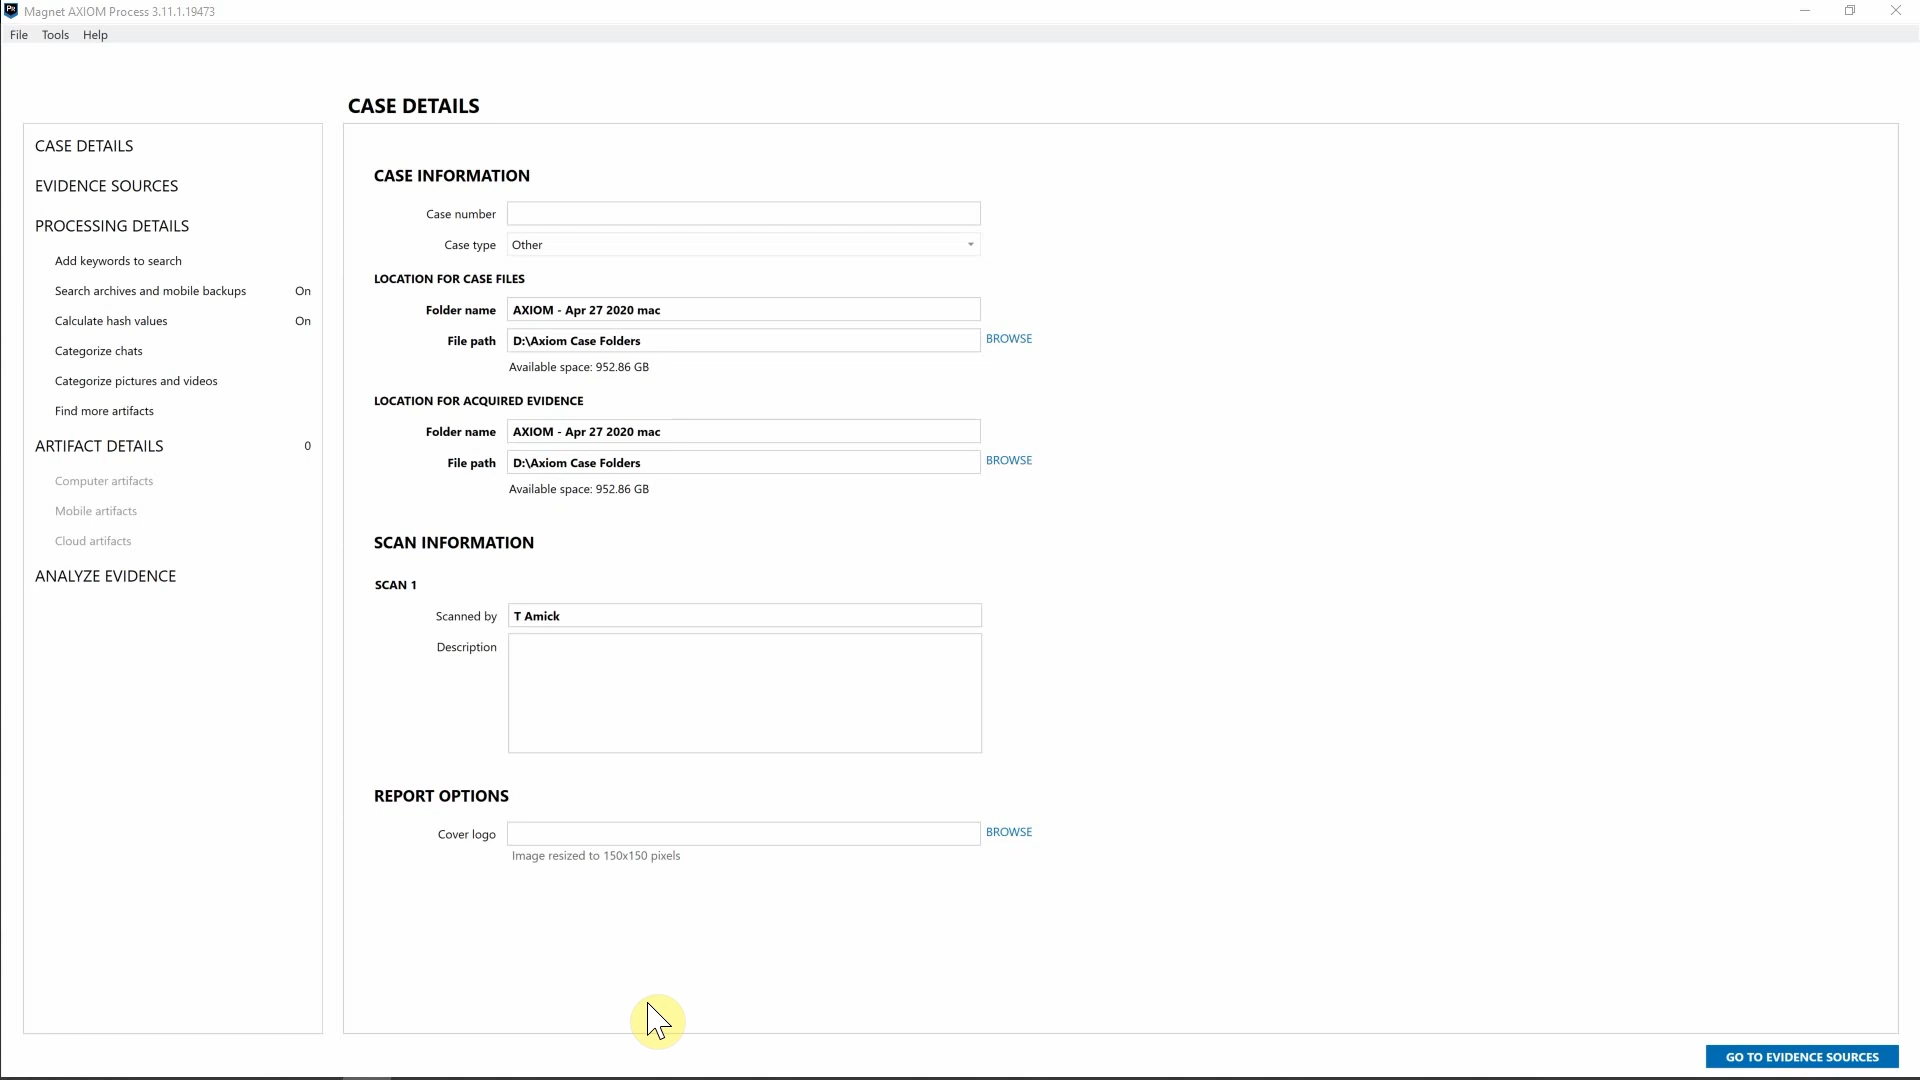 Magnet AXIOM Process 3.11.1.19473
File Tools Help
CASE DETAILS
CASE DETAILS
EVIDENCE SOURCES
PROCESSING DETAILS
Add keywords to search
Search archives and mobile backups On
Calculate hash values On
Categorize chats
Categorize pictures and videos
Find more artifacts
ARTIFACT DETAILS 0
Computer artifacts
Mobile artifacts
Cloud artifacts
ANALYZE EVIDENCE
CASE INFORMATION
Case number
Case type Other
LOCATION FOR CASE FILES
Folder name AXIOM - Apr 27 2020 mac
File path D:\Axiom Case Folders BROWSE
Available space: 952.86 GB
LOCATION FOR ACQUIRED EVIDENCE
Folder name AXIOM - Apr 27 2020 mac
File path D:\Axiom Case Folders BROWSE
Available space: 952.86 GB
SCAN INFORMATION
SCAN 1
Scanned by T Amick
Description
REPORT OPTIONS
Cover logo BROWSE
Image resized to 150x150 pixels
GO TO EVIDENCE SOURCES